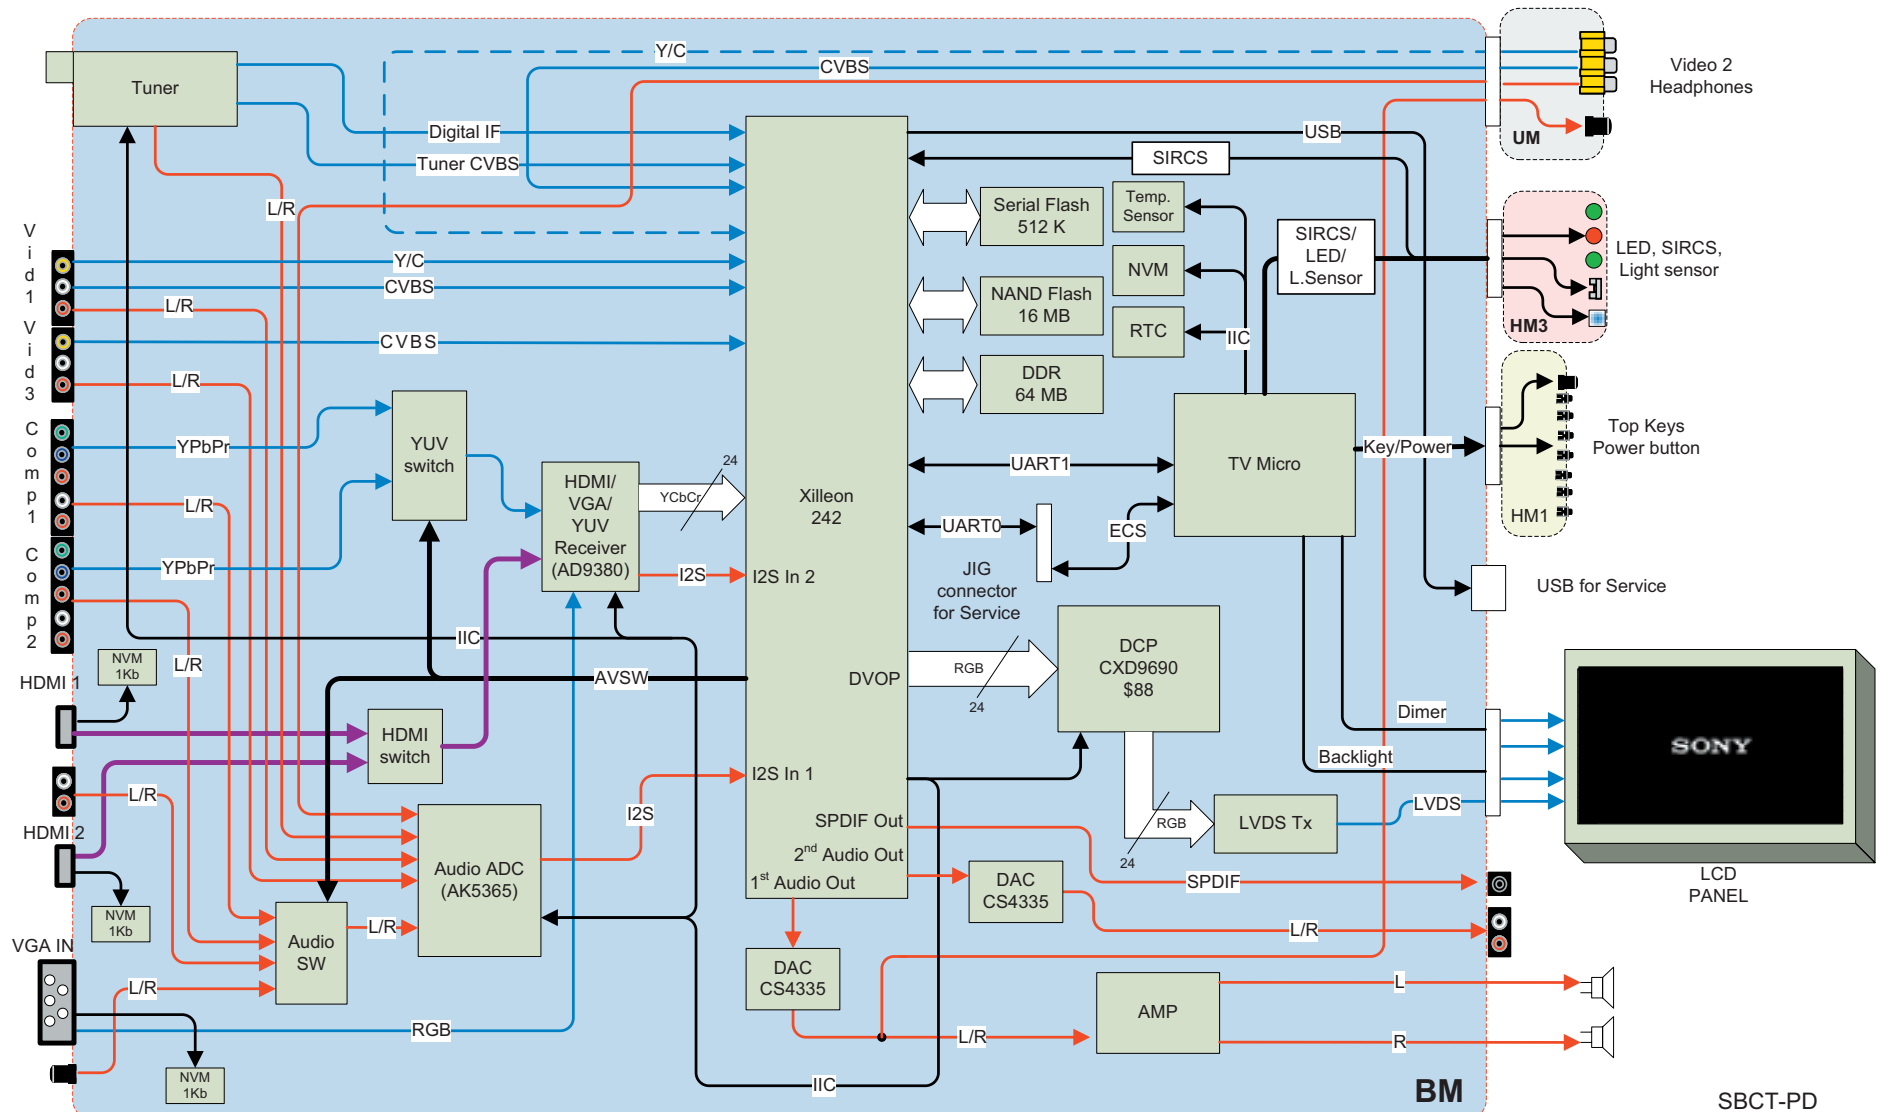 Y/C
CVBS
Tuner
Video 2
Headphones
Digital IF
USB
UM
Tuner CVBS
SIRCS
L/R
Serial Flash
512 K
Temp.
Sensor
Vid1
Y/C
CVBS
L/R
SIRCS/
LED/
L.Sensor
LED, SIRCS,
Light sensor
NVM
NAND Flash
16 MB
HM3
RTC
IIC
Vid3
CVBS
L/R
DDR
64 MB
Comp1
YPbPr
YUV
switch
L/R
HDMI/
VGA/
YUV
Receiver
(AD9380)
24
YCbCr
Xilleon
242
UART1
TV Micro
Key/Power
Top Keys
Power button
HM1
UART0
ECS
Comp2
YPbPr
I2S
I2S In 2
JIG
connector
for Service
USB for Service
IIC
L/R
NVM
1Kb
HDMI 1
AVSW
DVOP
RGB
24
DCP
CXD9690
$88
Dimer
HDMI
switch
Backlight
SONY
I2S In 1
L/R
I2S
SPDIF Out
RGB
24
LVDS Tx
LVDS
HDMI 2
2nd Audio Out
1st Audio Out
Audio ADC
(AK5365)
DAC
CS4335
SPDIF
LCD
PANEL
NVM
1Kb
L/R
L/R
VGA IN
Audio
SW
DAC
CS4335
L/R
L
AMP
RGB
L/R
R
NVM
1Kb
IIC
BM
SBCT-PD